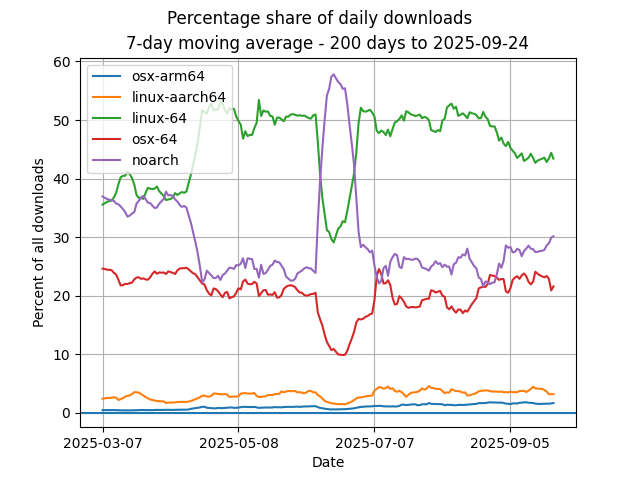 Percentage share of daily downloads
7-day moving average - 200 days to 2025-09-24
60
50
40
30
20
10
0
Percent of all downloads
osx-arm64
linux-aarch64
linux-64
osx-64
noarch
2025-03-07
2025-05-08
2025-07-07
2025-09-05
Date